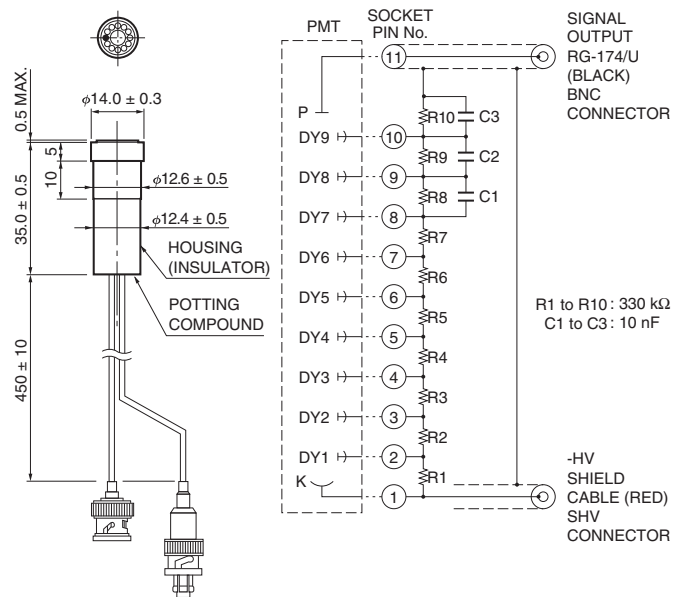 0.5 MAX.
5
10
35.0 ± 0.5
450 ± 10
ϕ14.0 ± 0.3
ϕ12.6 ± 0.5
ϕ12.4 ± 0.5
HOUSING
(INSULATOR)
POTTING
COMPOUND
PMT
SOCKET
PIN No.
11
P
R10 C3
DY9 10
R9 C2
DY8 9
R8 C1
DY7 8
R7
DY6 7
R6
DY5 6
R5
DY4 5
R4
DY3 4
R3
DY2 3
R2
DY1 2
R1
K 1
SIGNAL
OUTPUT
RG-174/U
(BLACK)
BNC
CONNECTOR
R1 to R10 : 330 kΩ
C1 to C3 : 10 nF
-HV
SHIELD
CABLE (RED)
SHV
CONNECTOR